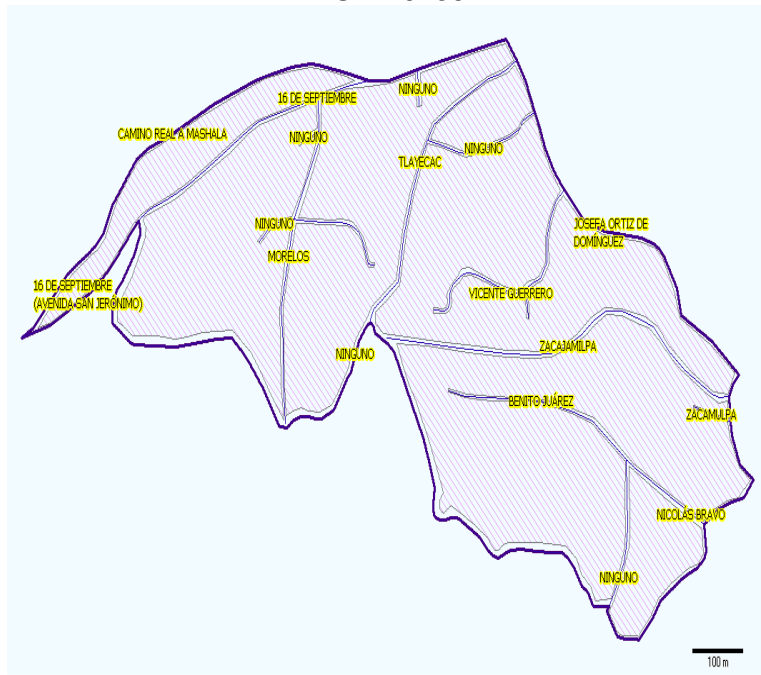 NINGUNO
16 DE SEPTIEMBRE
CAMINO REAL A MASHALA
NINGUNO
NINGUNO
TLAYECAC
NINGUNO
JOSEFA ORTIZ DE
DOMÍNGUEZ
MORELOS
16 DE SEPTIEMBRE
(AVENIDA SAN JERÓNIMO)
VICENTE GUERRERO
NINGUNO
ZACAJAMILPA
BENITO JUÁREZ
ZACAMULPA
NICOLÁS BRAVO
NINGUNO
100 m